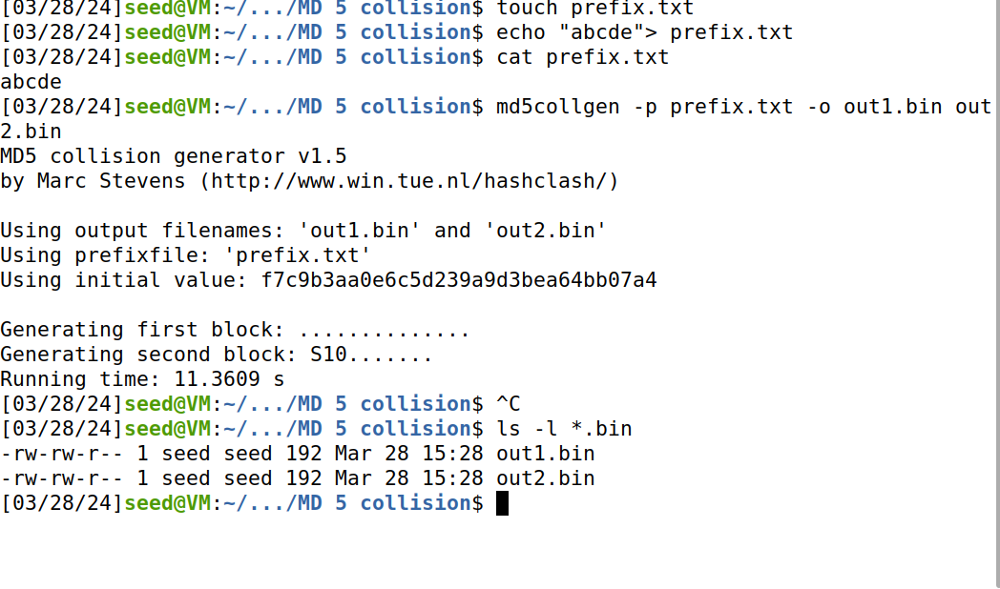 [03/28/24]seed@VM:~/.../MD 5 collision$ touch prefix.txt
[03/28/24]seed@VM:~/.../MD 5 collision$ echo "abcde"> prefix.txt
[03/28/24]seed@VM:~/.../MD 5 collision$ cat prefix.txt
abcde
[03/28/24]seed@VM:~/.../MD 5 collision$ md5collgen -p prefix.txt -o out1.bin out
2.bin
MD5 collision generator v1.5
by Marc Stevens (http://www.win.tue.nl/hashclash/)
Using output filenames: 'out1.bin' and 'out2.bin'
Using prefixfile: 'prefix.txt'
Using initial value: f7c9b3aa0e6c5d239a9d3bea64bb07a4
Generating first block: ..............
Generating second block: S10.......
Running time: 11.3609 s
[03/28/24]seed@VM:~/.../MD 5 collision$ ^C
[03/28/24]seed@VM:~/.../MD 5 collision$ ls -l *.bin
-rw-rw-r-- 1 seed seed 192 Mar 28 15:28 out1.bin
-rw-rw-r-- 1 seed seed 192 Mar 28 15:28 out2.bin
[03/28/24]seed@VM:~/.../MD 5 collision$